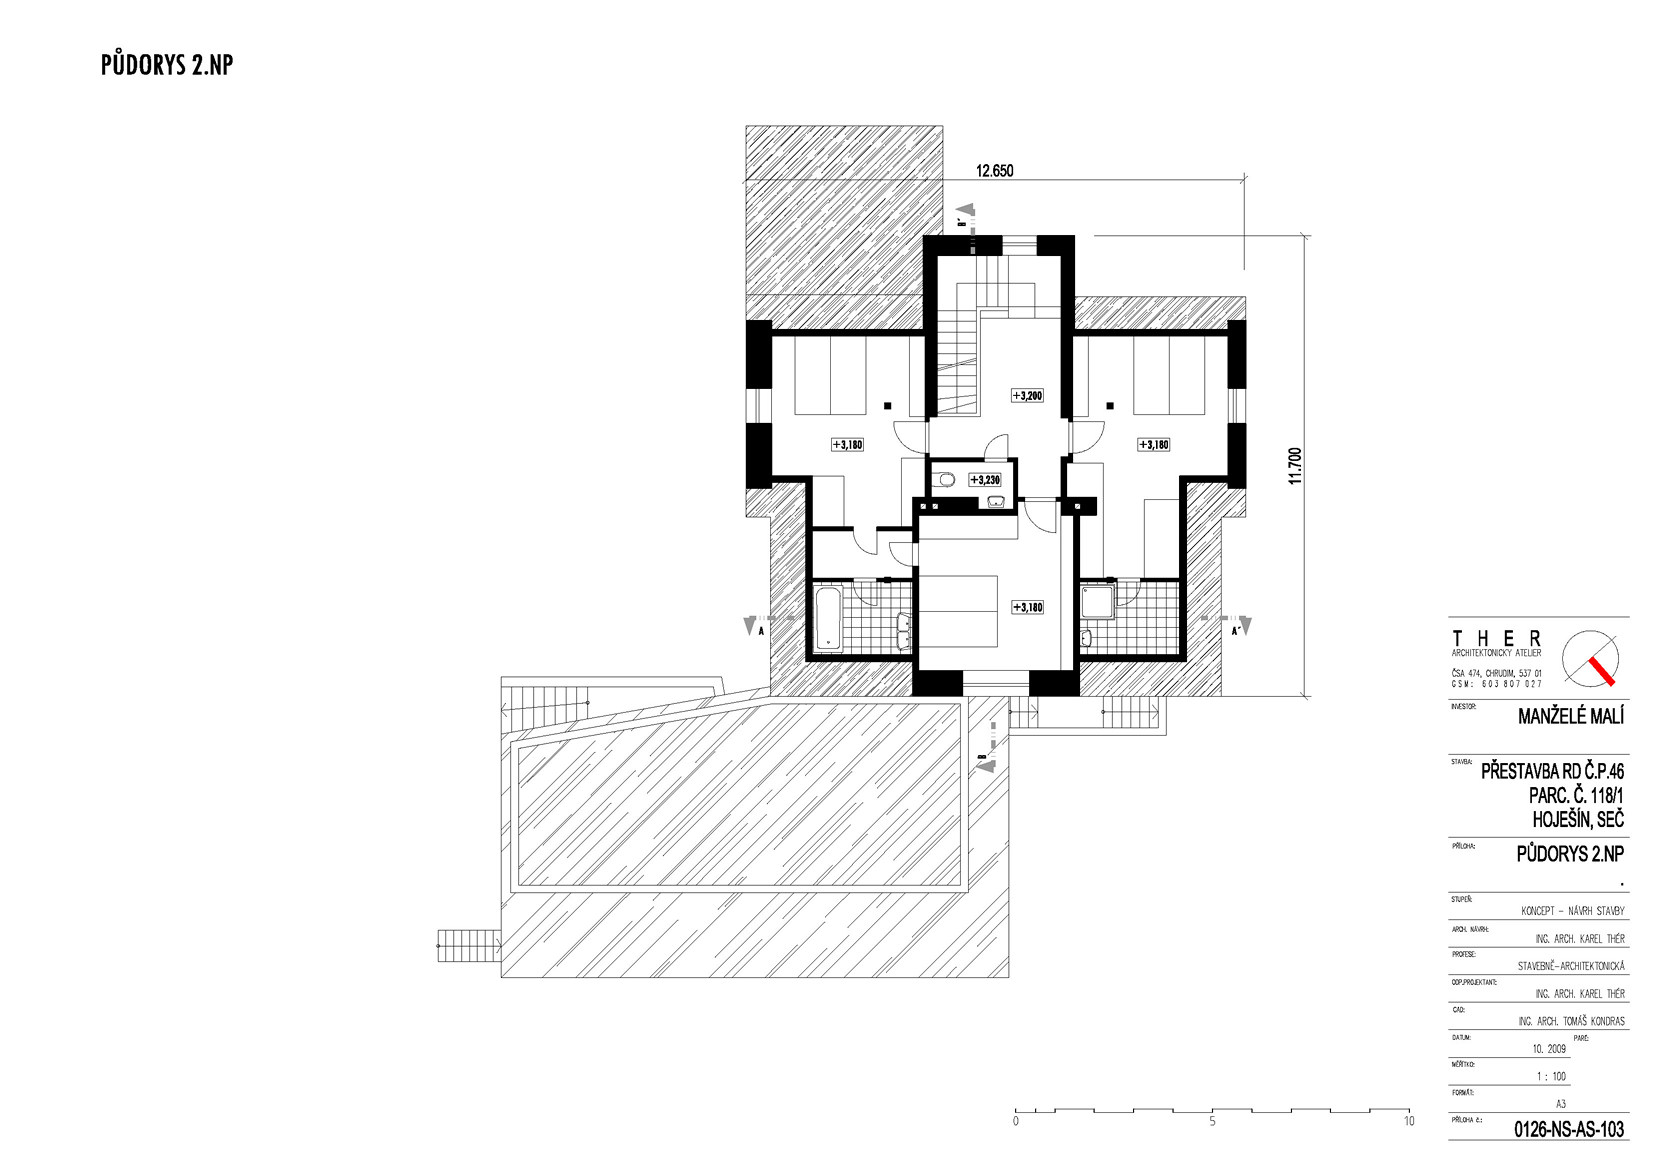 PŮDORYS 2.NP
12.650
B´
+3,200
11.700
+3,180
+3,180
+3,230
+3,180
A
A´
B
0
5
10
THER
ARCHITEKTONICKÝ ATELIER
ČSA 474, CHRUDIM, 537 01
GSM: 603 807 027
INVESTOR:
MANŽELÉ MALÍ
STAVBA:
PŘESTAVBA RD Č.P.46
PARC. Č. 118/1
HOJEŠÍN, SEČ
PŘÍLOHA:
PŮDORYS 2.NP
.
STUPEŇ:
KONCEPT - NÁVRH STAVBY
ARCH. NÁVRH:
ING. ARCH. KAREL THÉR
PROFESE:
STAVEBNĚ-ARCHITEKTONICKÁ
ODP.PROJEKTANT:
ING. ARCH. KAREL THÉR
CAD:
ING. ARCH. TOMÁŠ KONDRAS
DATUM:
PARÉ:
10. 2009
MĚŘÍTKO:
1 : 100
FORMÁT:
A3
PŘÍLOHA č.:
0126-NS-AS-103